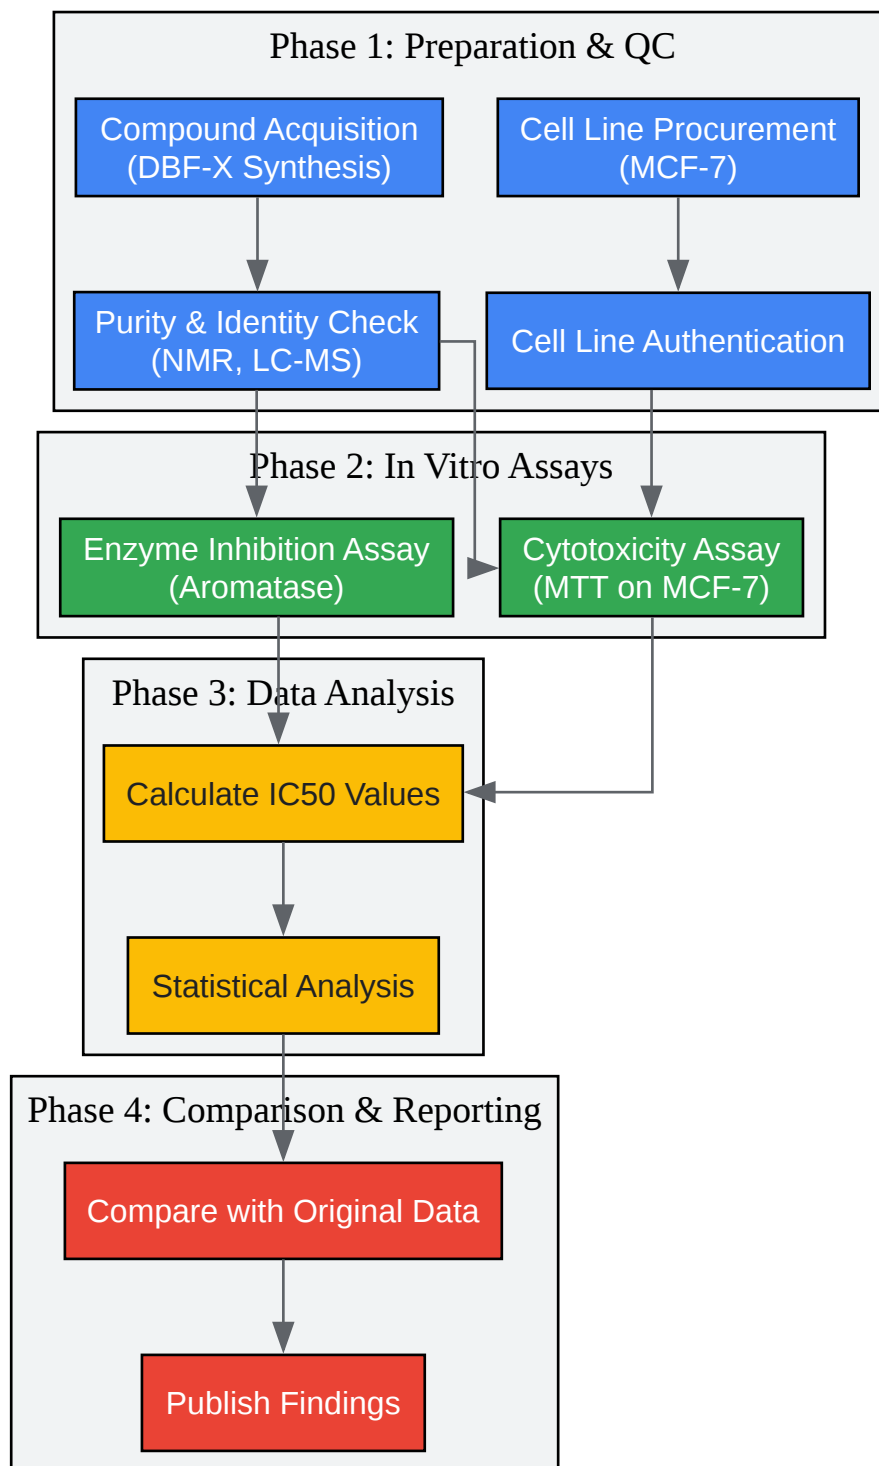 Phase 1: Preparation & QC
Compound Acquisition
(DBF-X Synthesis)
Cell Line Procurement
(MCF-7)
Purity & Identity Check
(NMR, LC-MS)
Cell Line Authentication
Phase 2: In Vitro Assays
Enzyme Inhibition Assay
(Aromatase)
Cytotoxicity Assay
(MTT on MCF-7)
Phase 3: Data Analysis
Calculate IC50 Values
Statistical Analysis
Phase 4: Comparison & Reporting
Compare with Original Data
Publish Findings